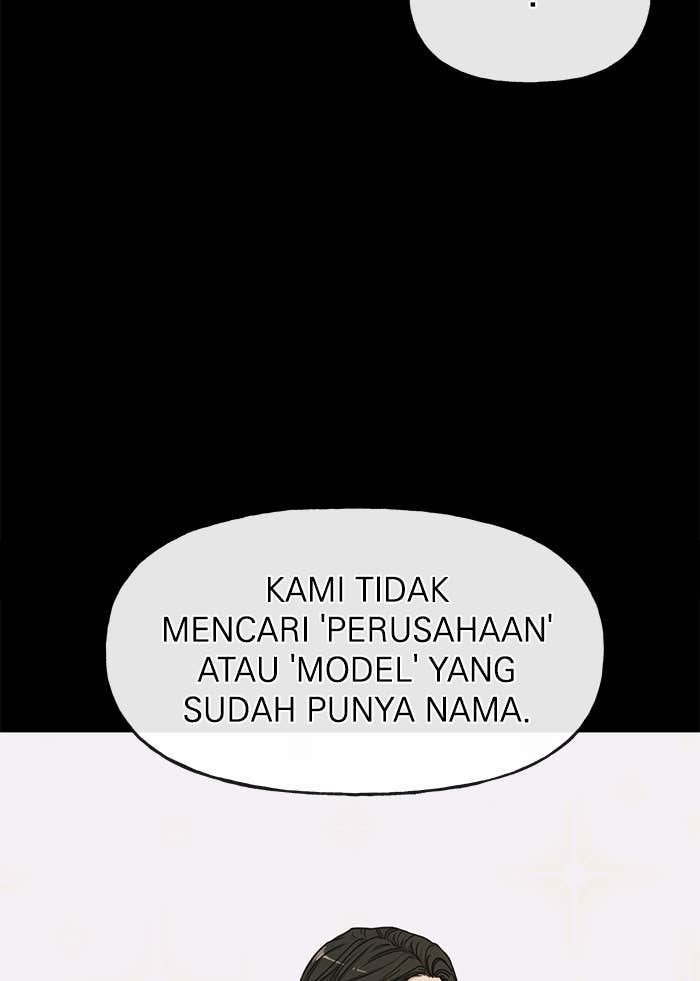 KAMI TIDAK
MENCARI 'PERUSAHAAN'
ATAU 'MODEL' YANG
SUDAH PUNYA NAMA.